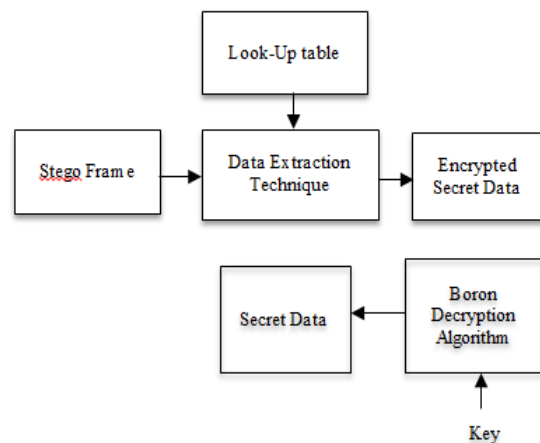 Look-Up table
Stego Frame
Data Extraction
Technique
Encrypted
Secret Data
Secret Data
Boron
Decryption
Algorithm
Key